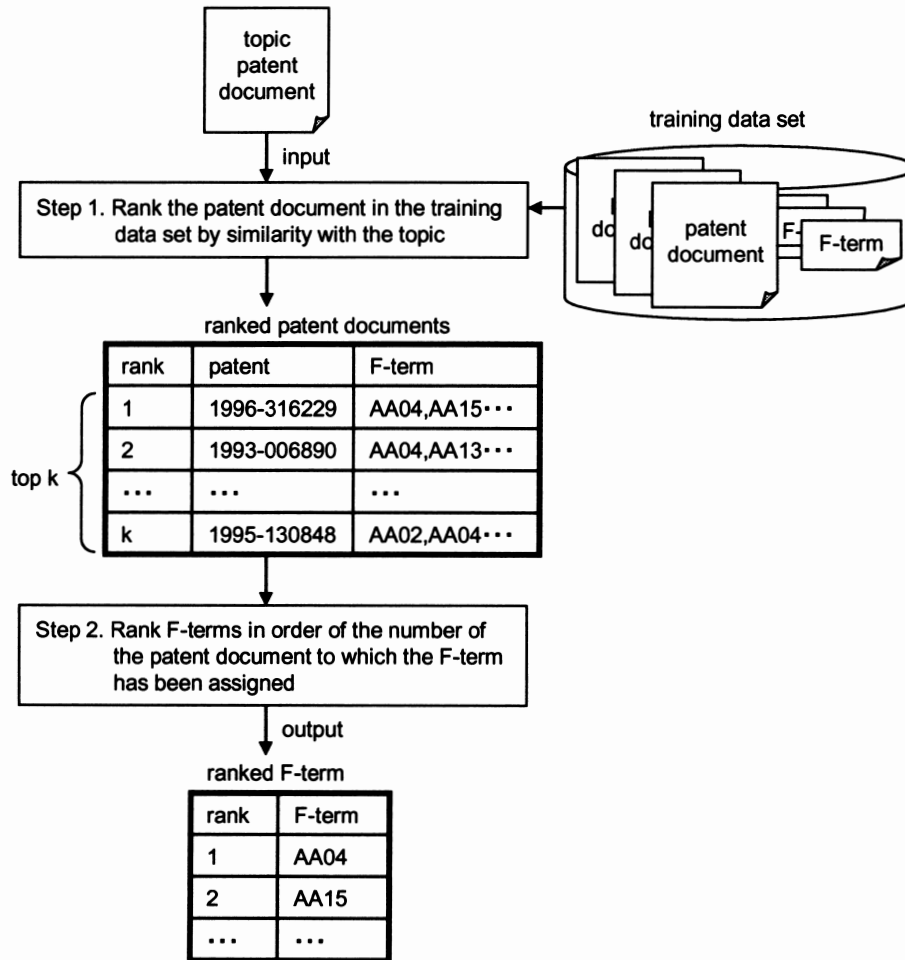 topic
patent
document
input
training data set
Step 1. Rank the patent document in the training
data set by similarity with the topic
patent
document
F-term
ranked patent documents
rank patent F-term
1 1996-316229 AA04,AA15･･･
2 1993-006890 AA04,AA13･･･
･･･ ･･･ ･･･
k 1995-130848 AA02,AA04･･･
top k
Step 2. Rank F-terms in order of the number of
the patent document to which the F-term
has been assigned
output
ranked F-term
rank F-term
1 AA04
2 AA15
･･･ ･･･